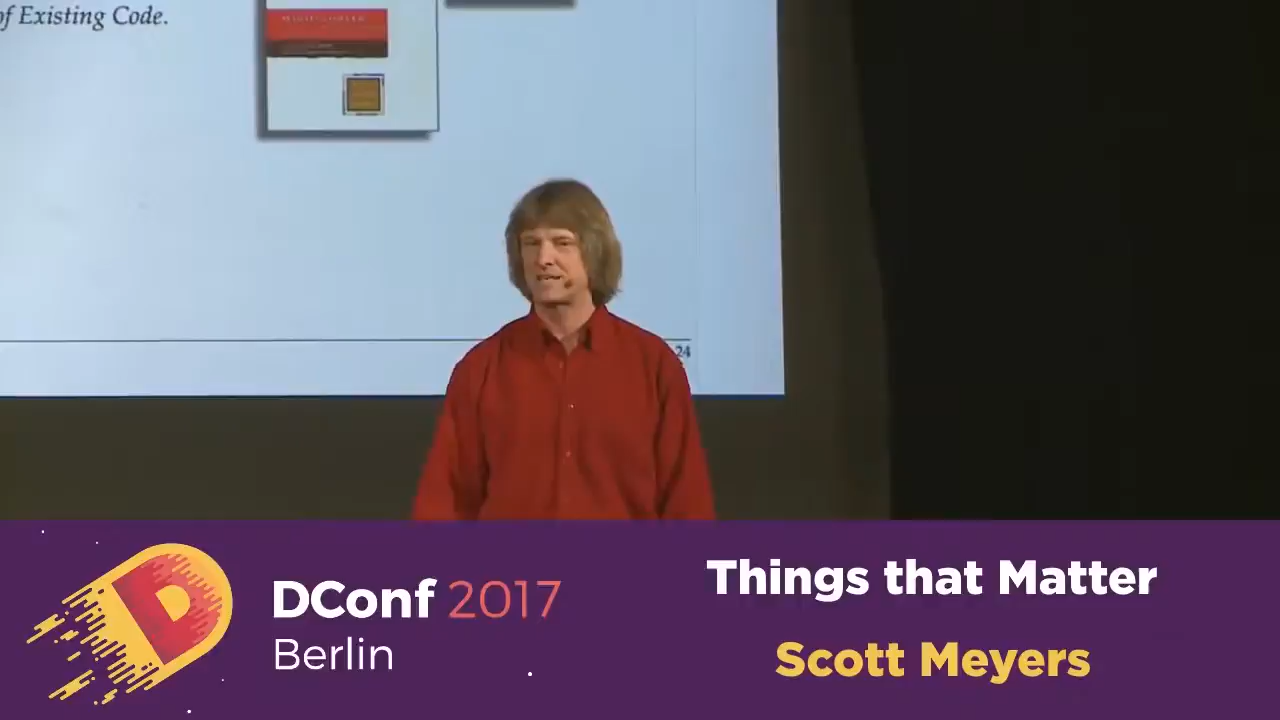 of Existing Code.
24
DConf 2017
Berlin
Things that Matter
Scott Meyers